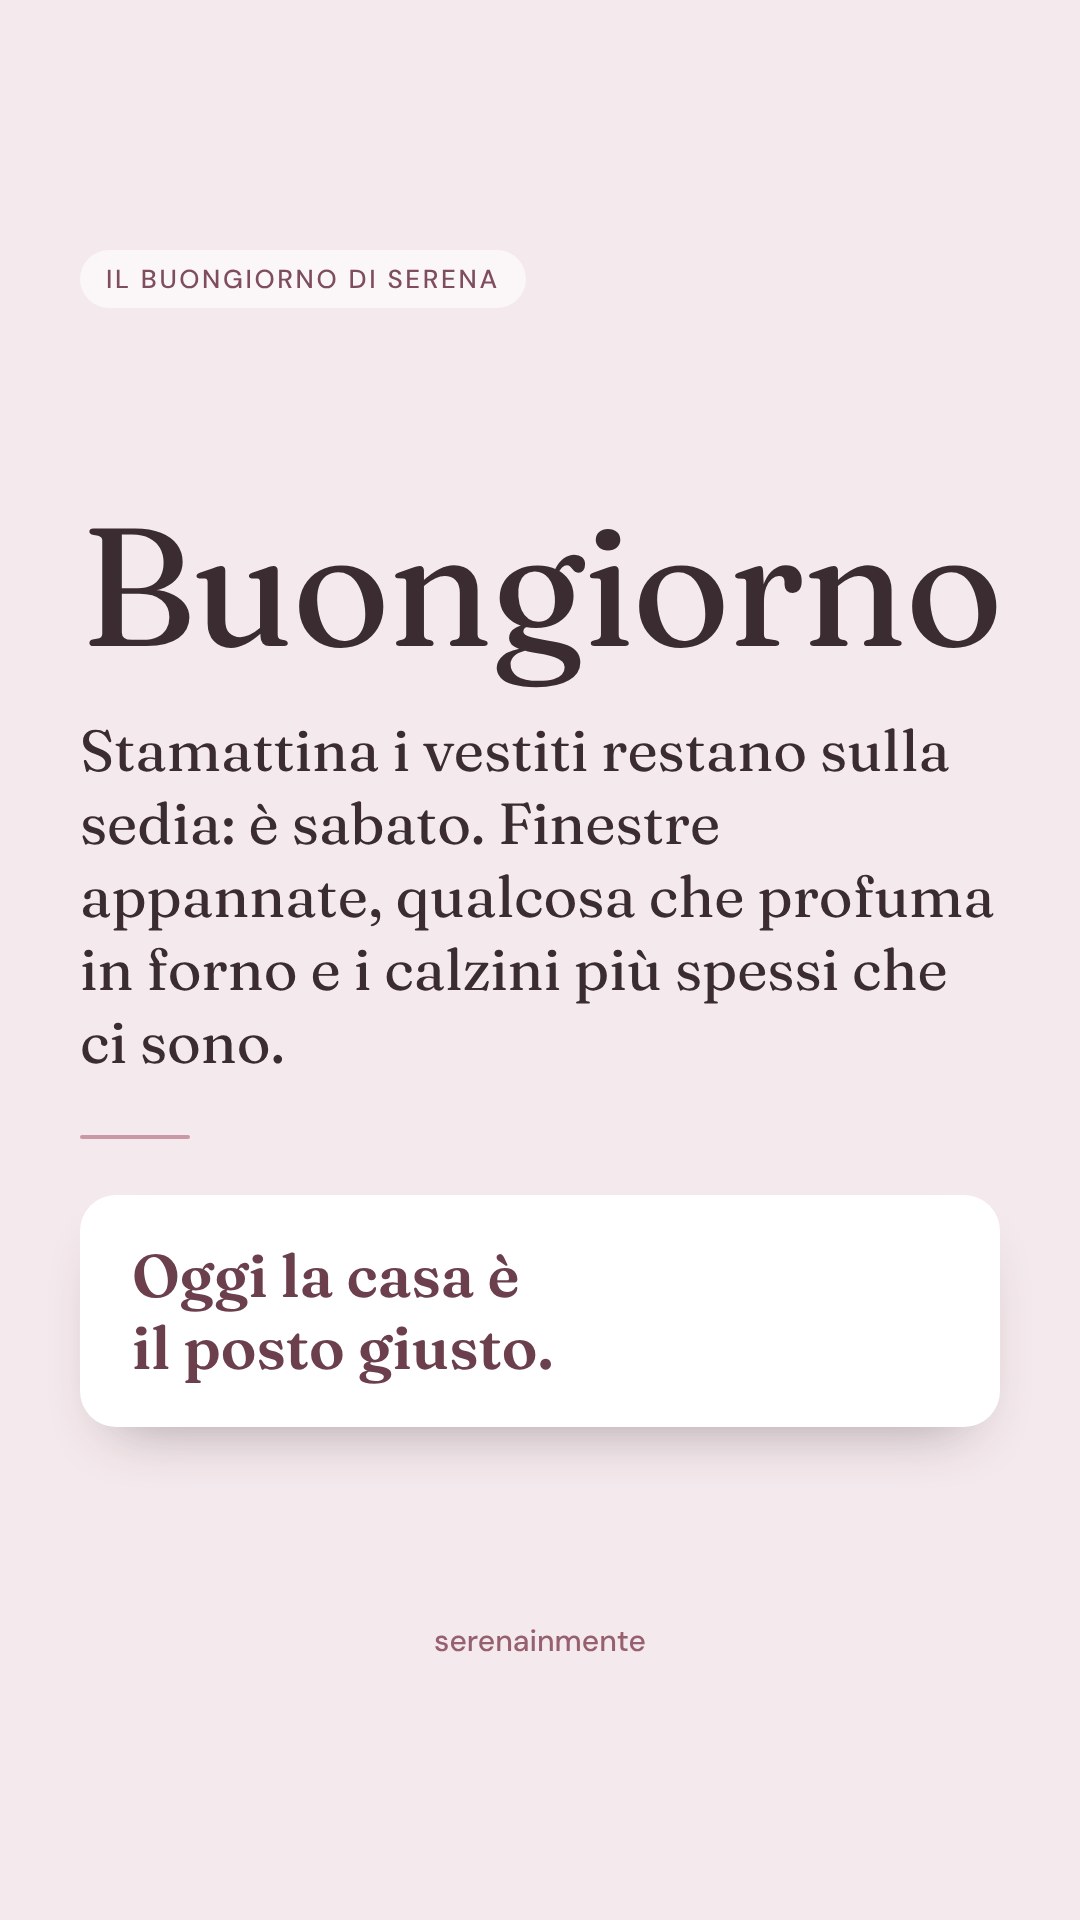 IL BUONGIORNO DI SERENA
Buongiorno
Stamattina i vestiti restano sulla
sedia: è sabato. Finestre
appannate, qualcosa che profuma
in forno e i calzini più spessi che
ci sono.
Oggi la casa è
il posto giusto.
serenainmente